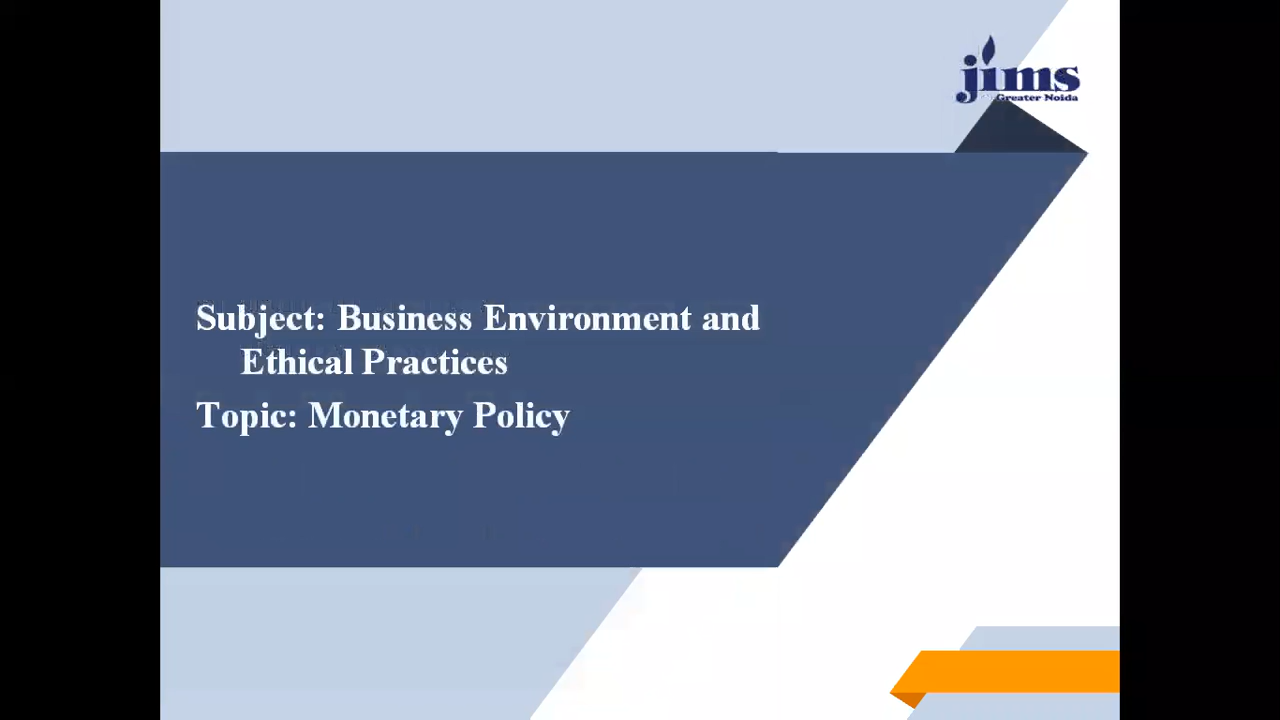 jims
Greater Noida
Subject: Business Environment and
Ethical Practices
Topic: Monetary Policy